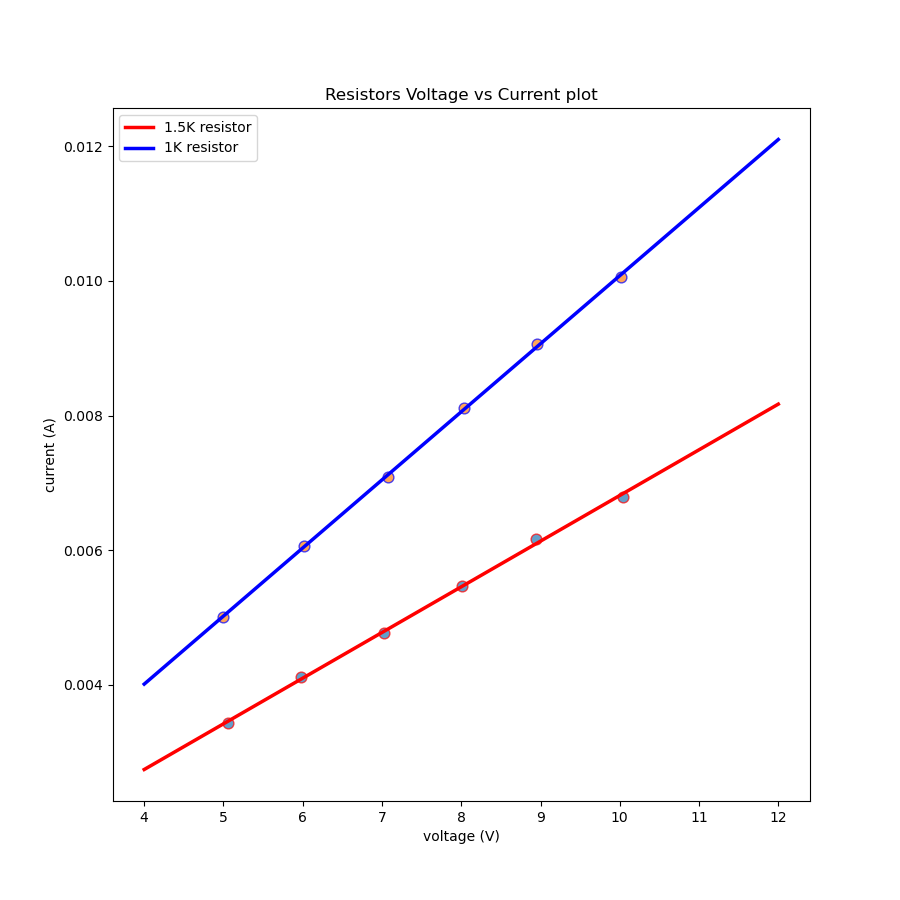 Resistors Voltage vs Current plot
1.5K resistor
1K resistor
0.012
0.010
0.008
0.006
0.004
current (A)
4 5 6 7 8 9 10 11 12
voltage (V)